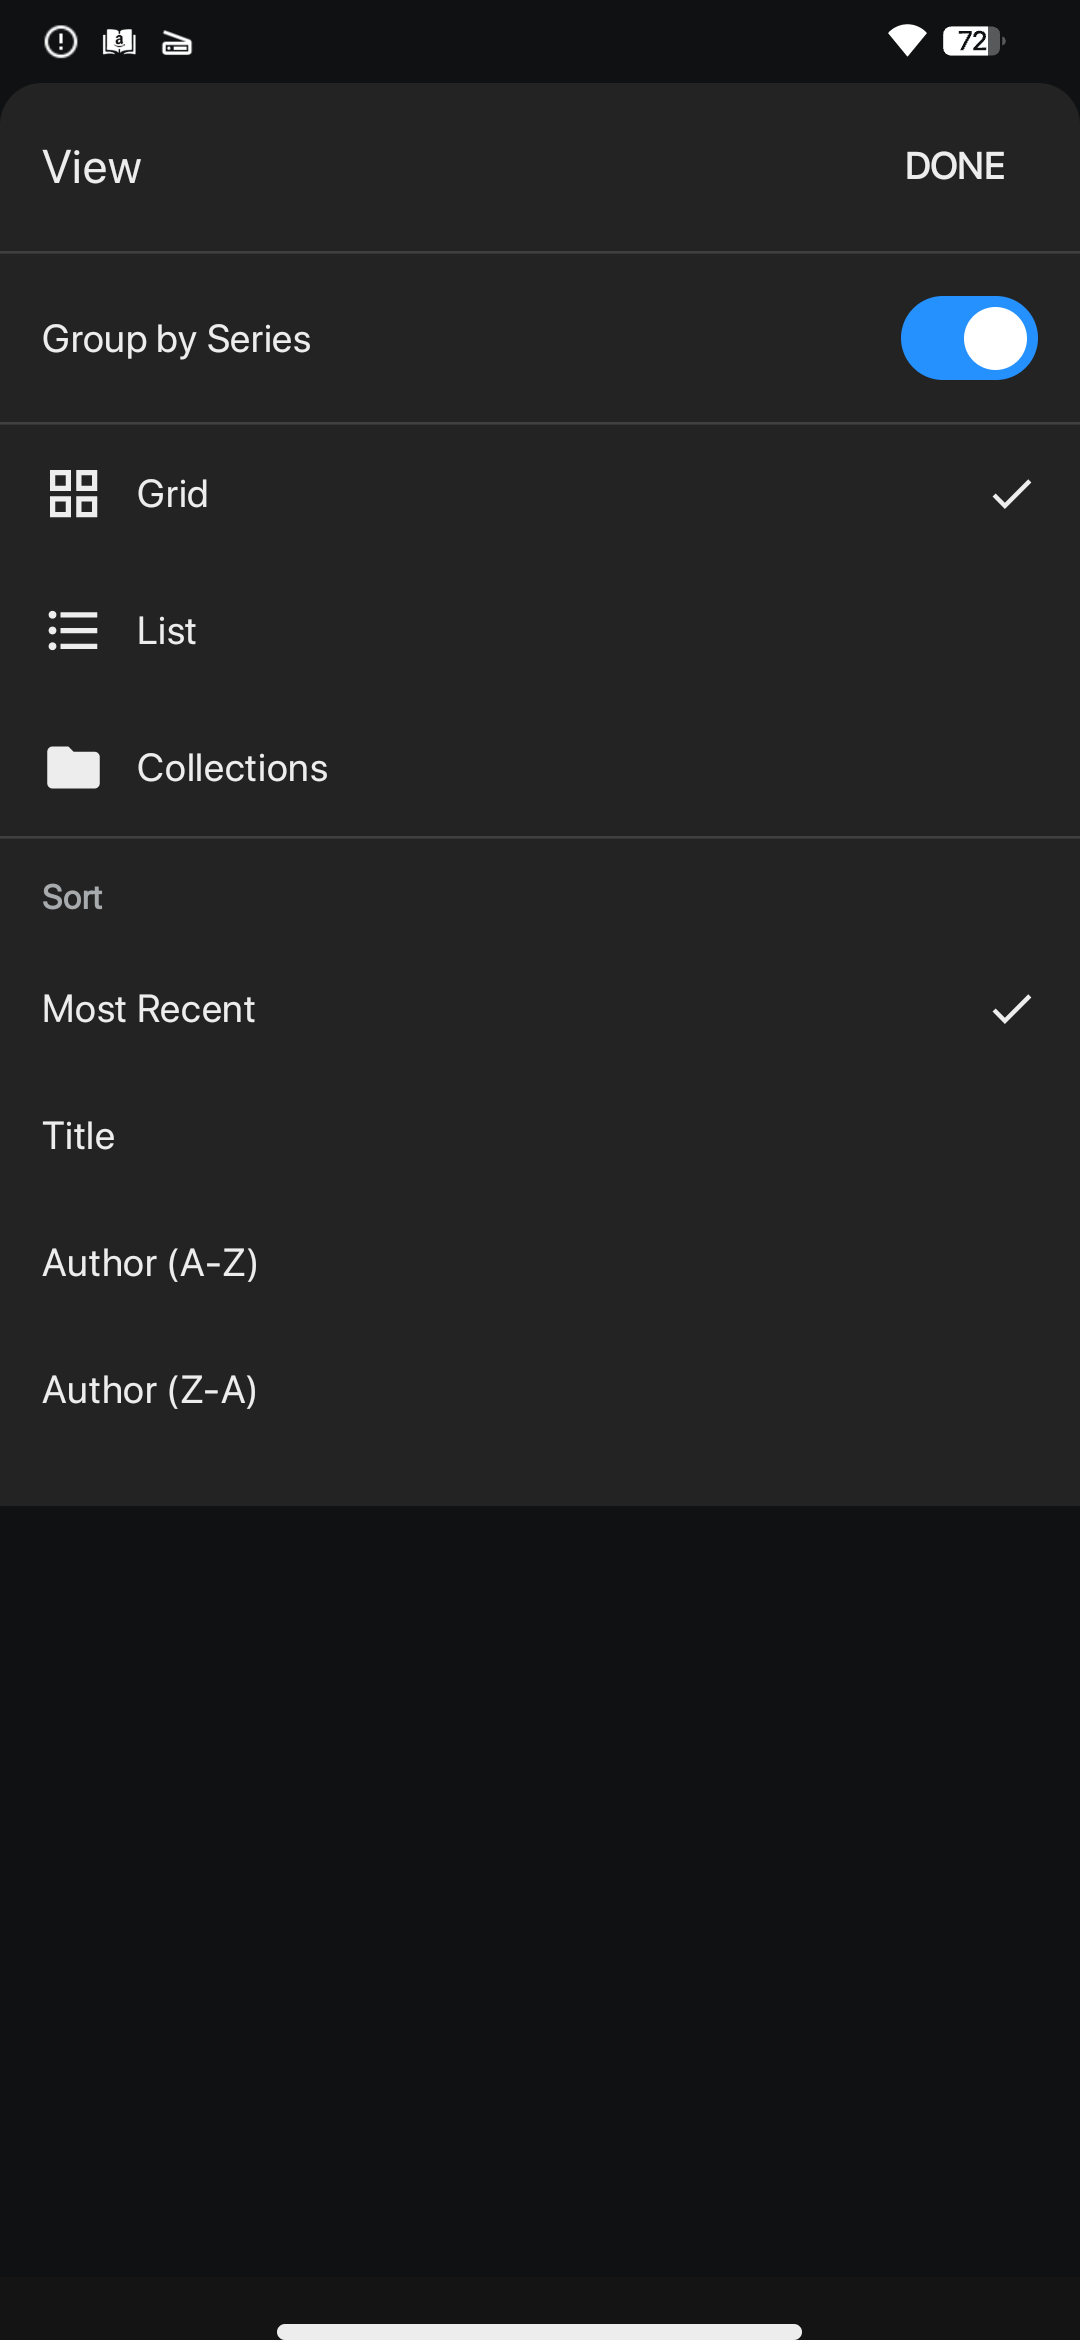 72
View
DONE
Group by Series
Grid
List
Collections
Sort
Most Recent
Title
Author (A-Z)
Author (Z-A)